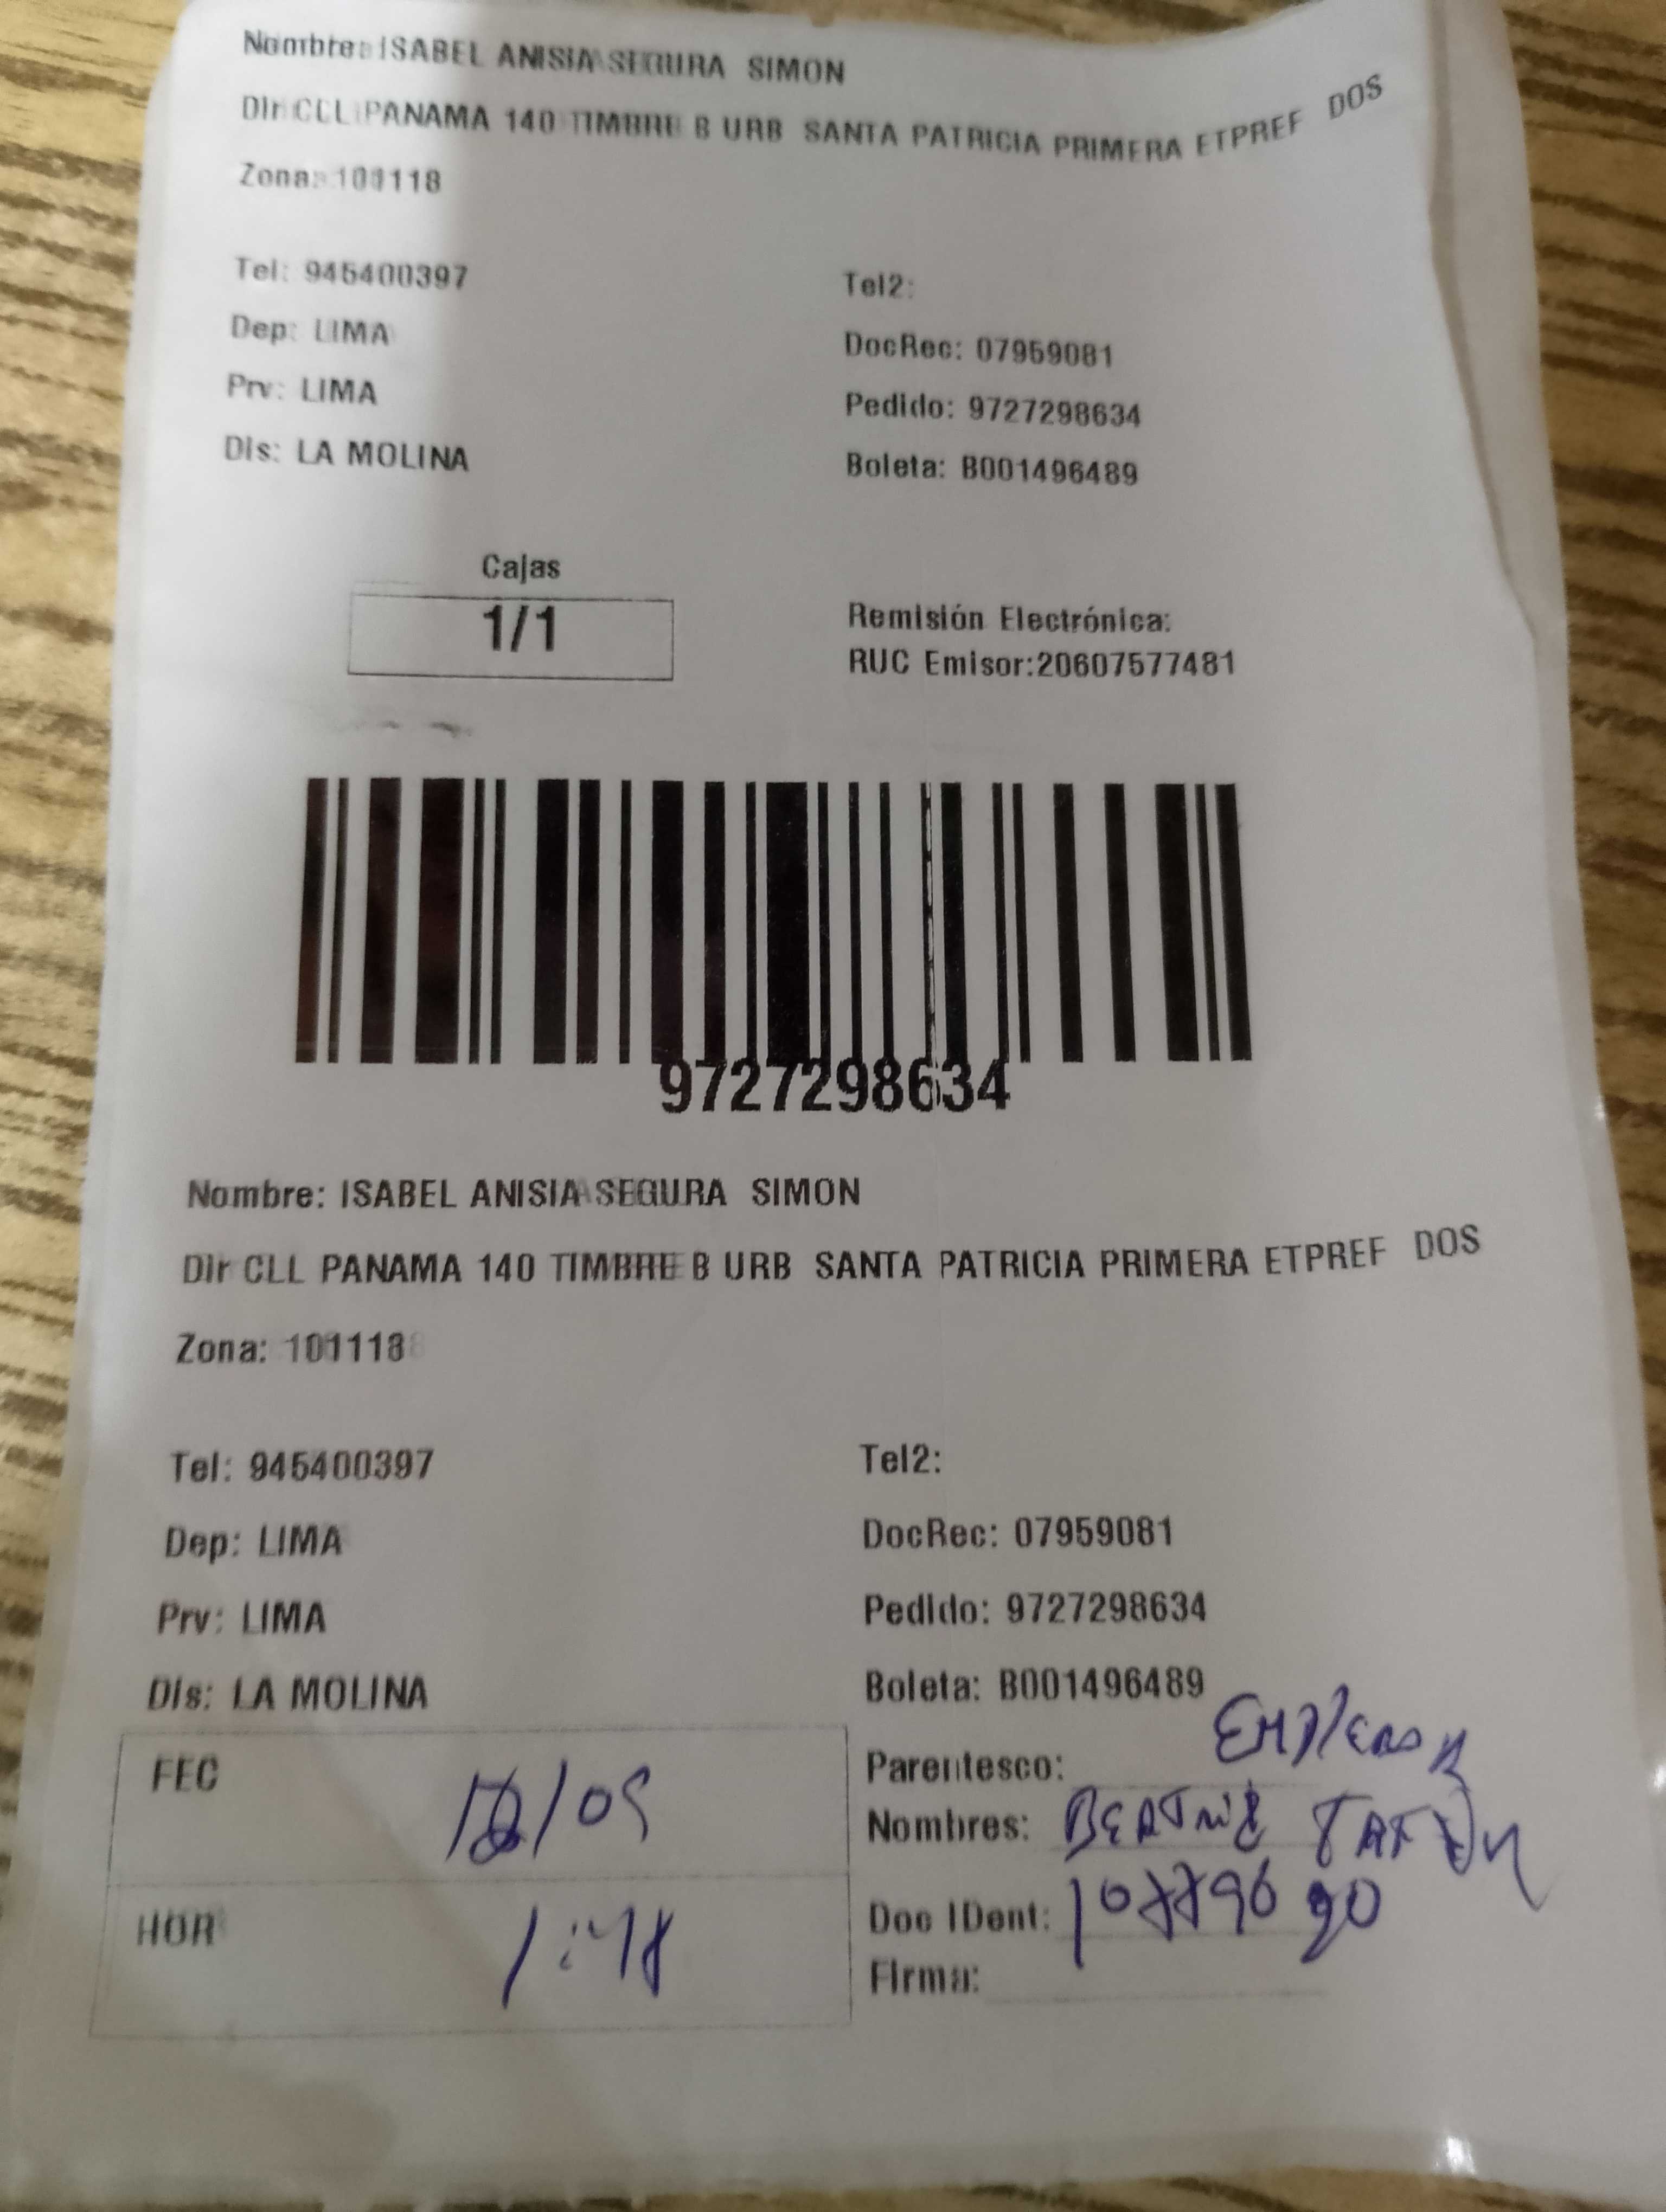 Nombre: ISABEL ANISIA SEGURA SIMON
Dir CLL PANAMA 140 TIMBRE B URB SANTA PATRICIA PRIMERA ETPREF DOS
Zona: 101118
Tel: 945400397
Tel2:
Dep: LIMA
DocRec: 07959081
Prv: LIMA
Pedido: 9727298634
Dis: LA MOLINA
Boleta: B001496489
Cajas
1/1
Remisión Electrónica:
RUC Emisor:20607577481
9727298634
Nombre: ISABEL ANISIA SEGURA SIMON
Dir CLL PANAMA 140 TIMBRE B URB SANTA PATRICIA PRIMERA ETPREF DOS
Zona: 101118
Tel: 945400397
Tel2:
Dep: LIMA
DocRec: 07959081
Prv: LIMA
Pedido: 9727298634
Dis: LA MOLINA
Boleta: B001496489
FEC
Parentesco:
Nombres: BEATRIZ
HOR 1:48
Doc IDent: 10779690
Firma: